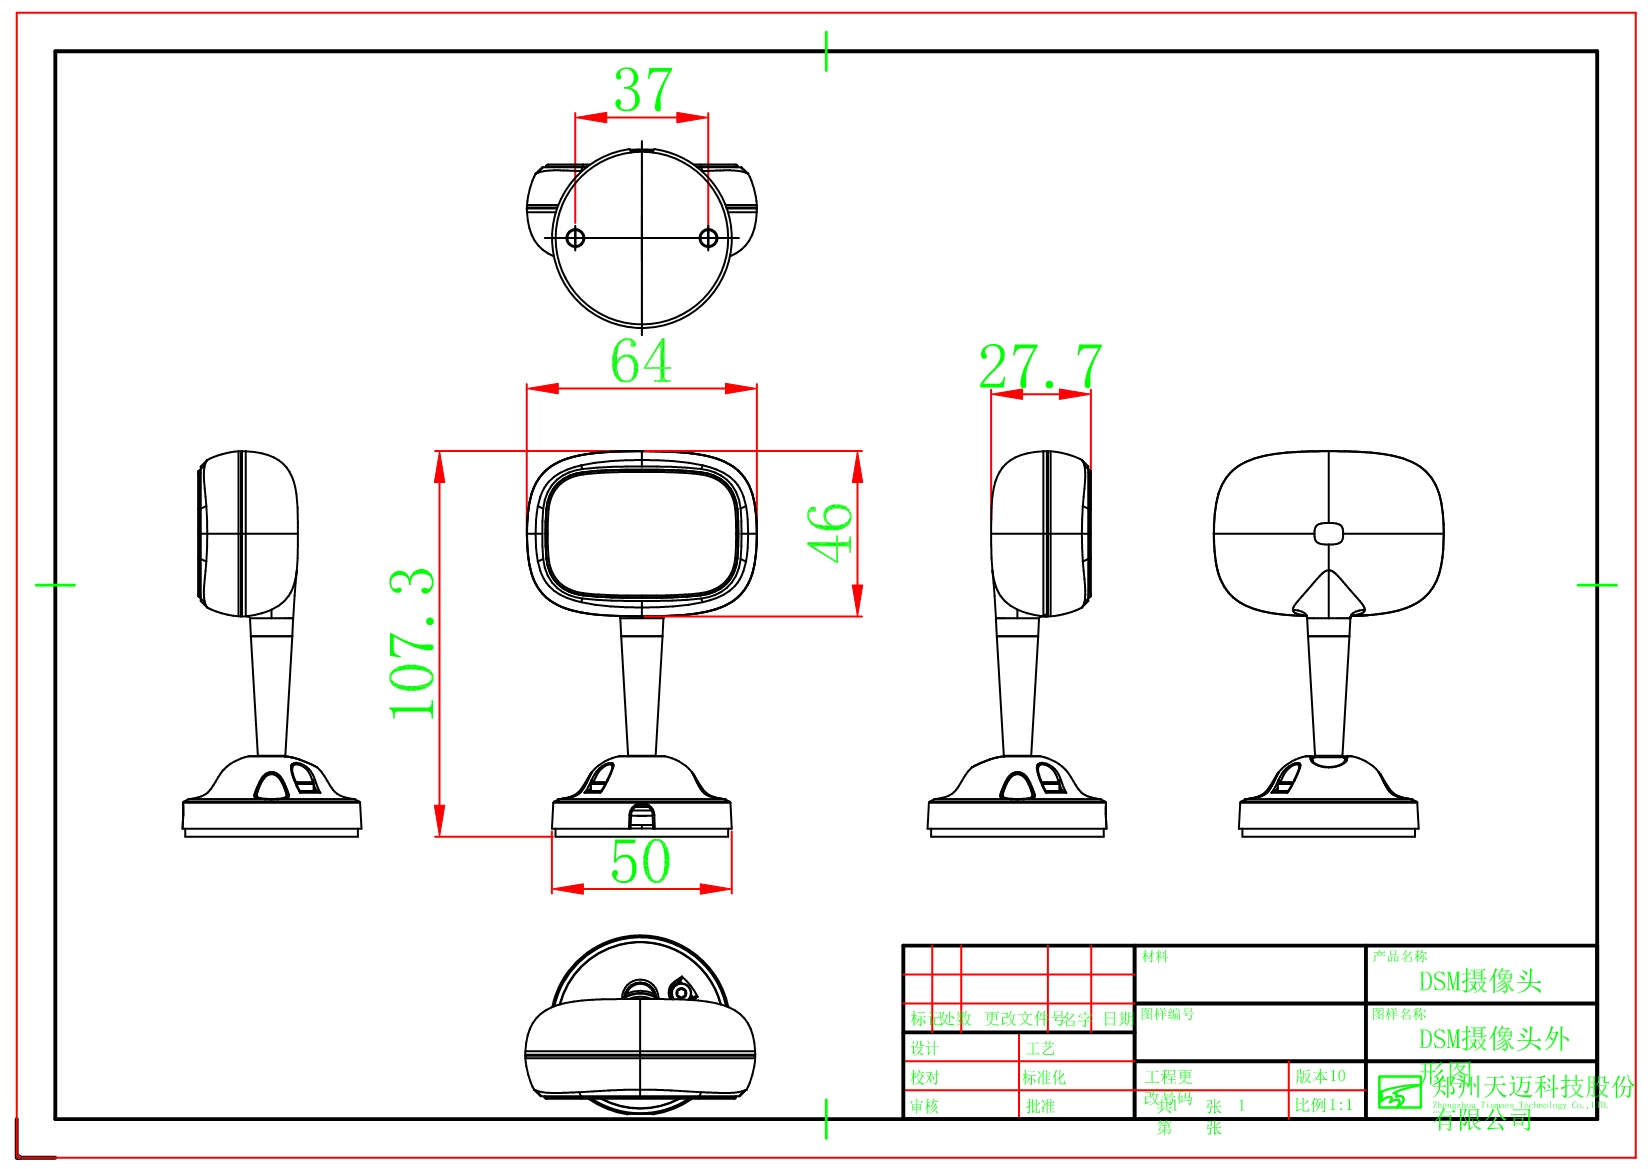 37
64
27.7
46
107.3
50
材料
产品名称
DSM摄像头
标记
处数
更改文件号
名字
日期
图样编号
图样名称
DSM摄像头外
形图
设计
工艺
校对
标准化
工程更
改号码
版本10
审核
批准
共1
张
1
第
张
比例1:1
郑州天迈科技股份
Zhengzhou Tiamaes Technology Co.,LTD.
有限公司